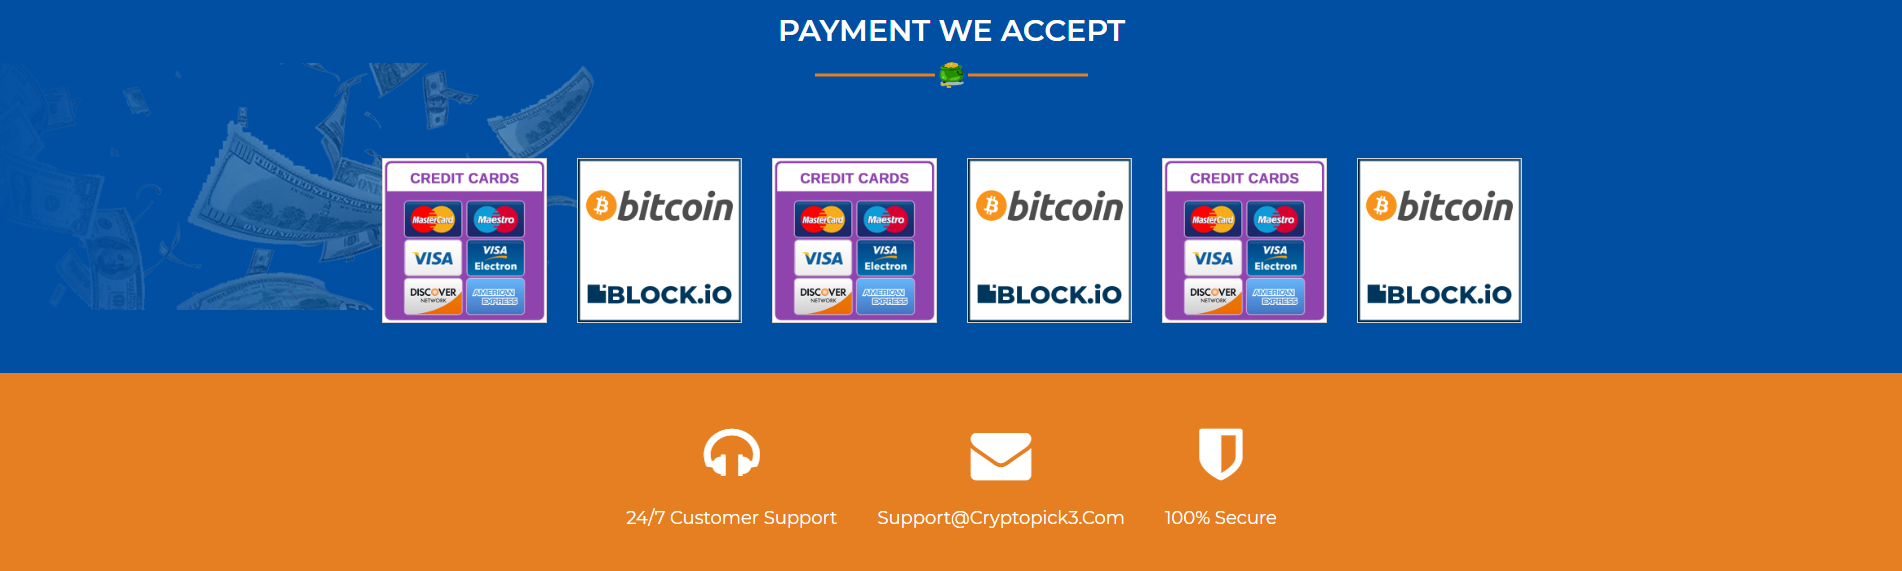 PAYMENT WE ACCEPT
CREDIT CARDS
MasterCard Maestro
VISA VISA Electron
DISCOVER NETWORK AMERICAN EXPRESS
bitcoin
BLOCK.iO
CREDIT CARDS
MasterCard Maestro
VISA VISA Electron
DISCOVER NETWORK AMERICAN EXPRESS
bitcoin
BLOCK.iO
CREDIT CARDS
MasterCard Maestro
VISA VISA Electron
DISCOVER NETWORK AMERICAN EXPRESS
bitcoin
BLOCK.iO
24/7 Customer Support
Support@Cryptopick3.Com
100% Secure